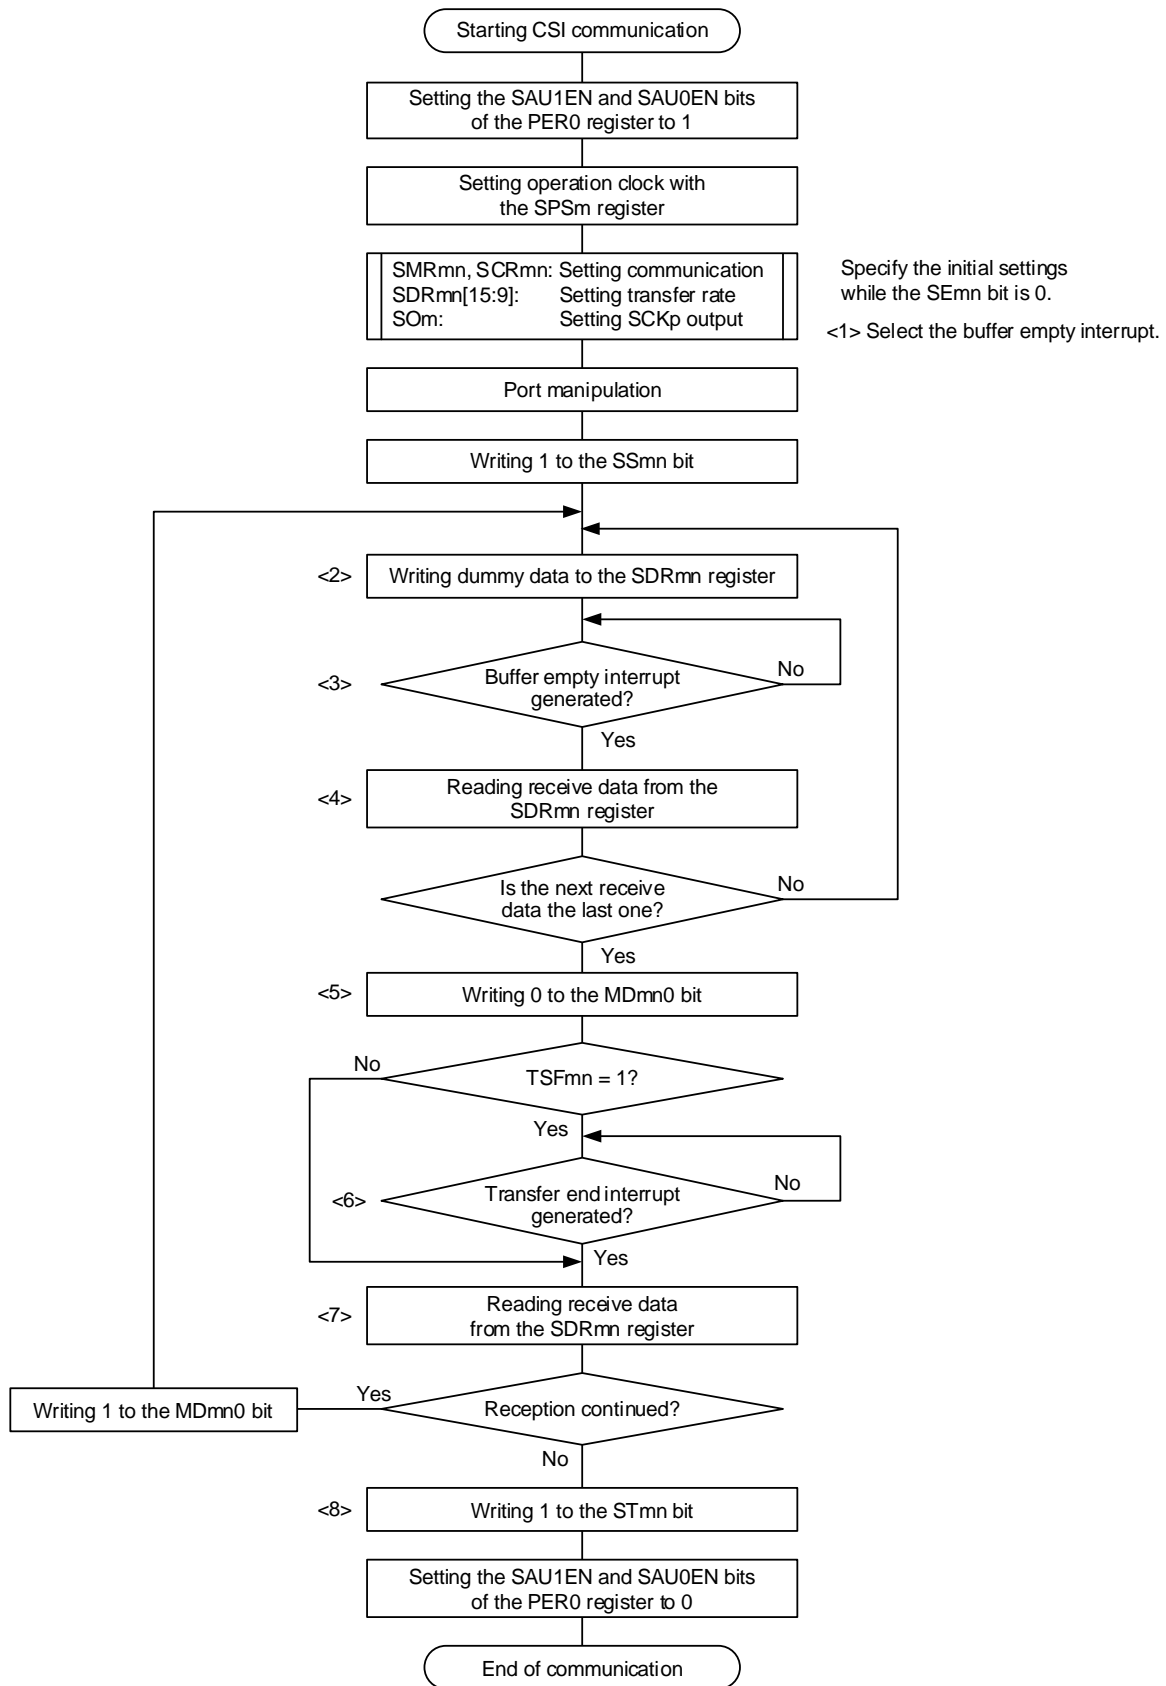 Starting CSI communication
Setting the SAU1EN and SAU0EN bits
of the PER0 register to 1
Setting operation clock with
the SPSm register
SMRmn, SCRmn: Setting communication
SDRmn[15:9]: Setting transfer rate
SOm: Setting SCKp output
Specify the initial settings
while the SEmn bit is 0.
<1> Select the buffer empty interrupt.
Port manipulation
Writing 1 to the SSmn bit
<2> Writing dummy data to the SDRmn register
<3> Buffer empty interrupt
generated?
No
Yes
<4> Reading receive data from the
SDRmn register
Is the next receive
data the last one?
No
Yes
<5> Writing 0 to the MDmn0 bit
No
TSFmn = 1?
Yes
<6> Transfer end interrupt
generated?
No
Yes
<7> Reading receive data
from the SDRmn register
Writing 1 to the MDmn0 bit
Yes
Reception continued?
No
<8> Writing 1 to the STmn bit
Setting the SAU1EN and SAU0EN bits
of the PER0 register to 0
End of communication